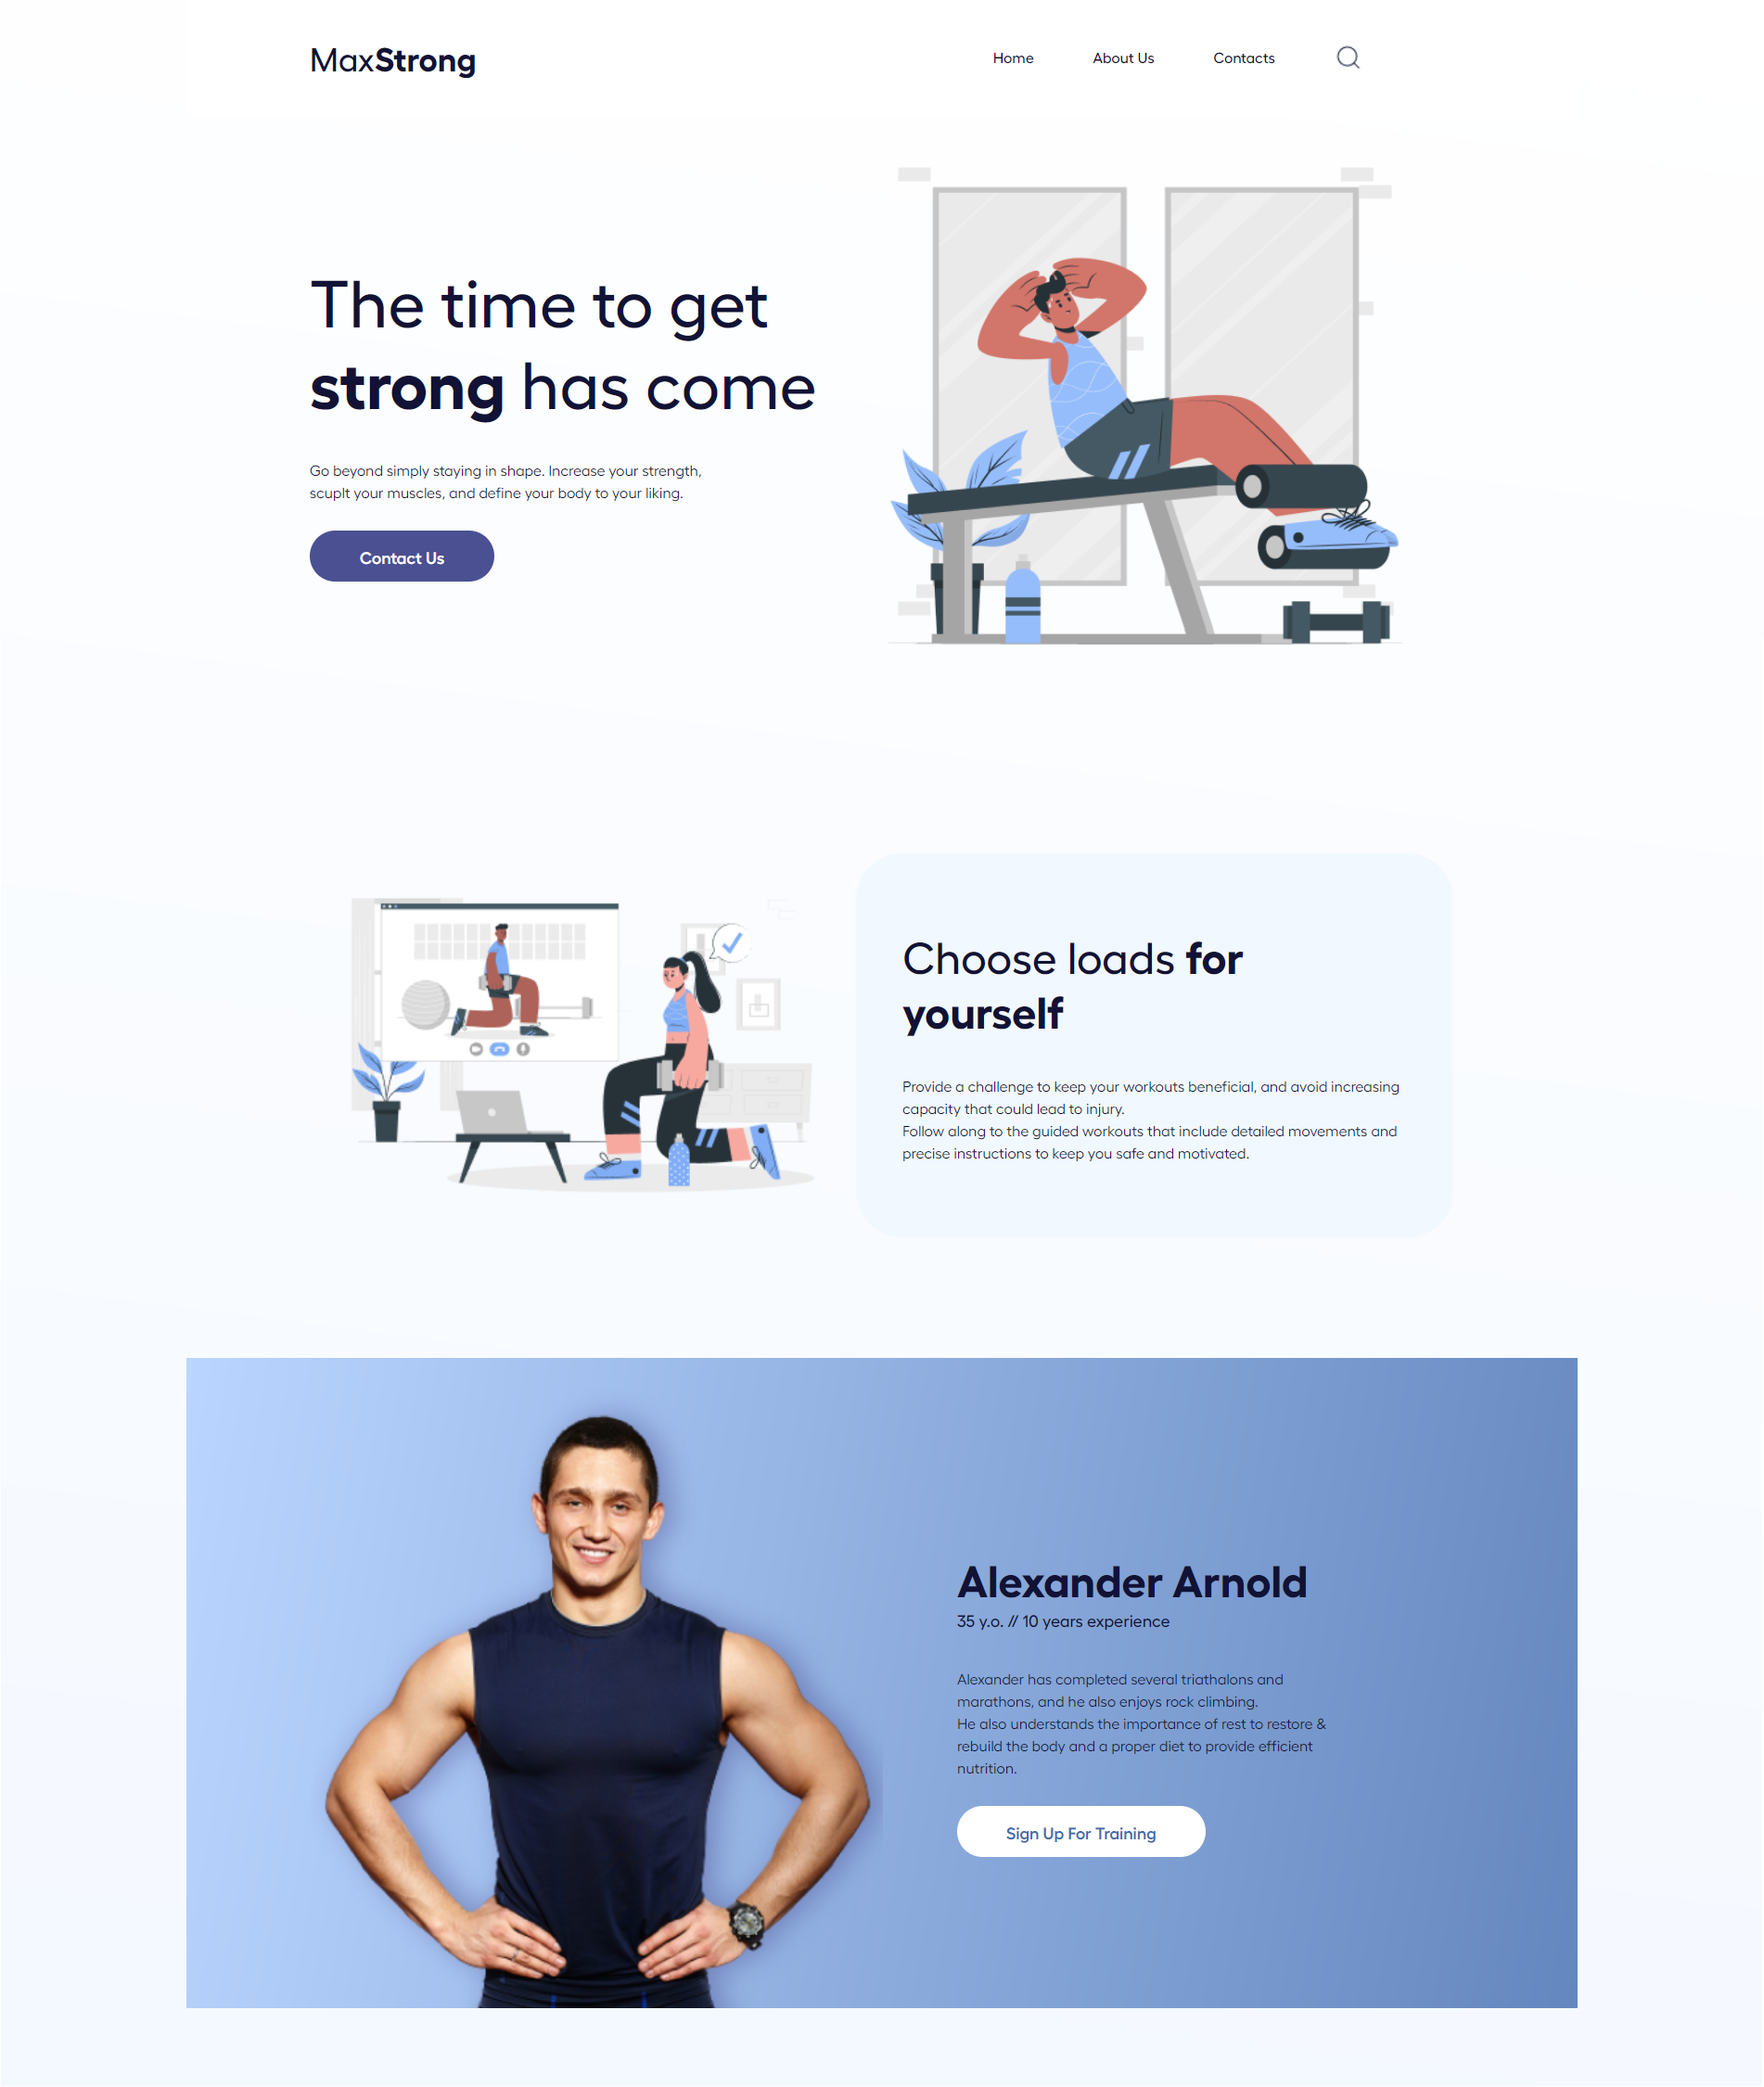 MaxStrong
Home
About Us
Contacts
The time to get
strong has come
Go beyond simply staying in shape. Increase your strength,
scuplt your muscles, and define your body to your liking.
Contact Us
Choose loads for
yourself
Provide a challenge to keep your workouts beneficial, and avoid increasing
capacity that could lead to injury.
Follow along to the guided workouts that include detailed movements and
precise instructions to keep you safe and motivated.
Alexander Arnold
35 y.o. // 10 years experience
Alexander has completed several triathalons and
marathons, and he also enjoys rock climbing.
He also understands the importance of rest to restore &
rebuild the body and a proper diet to provide efficient
nutrition.
Sign Up For Training